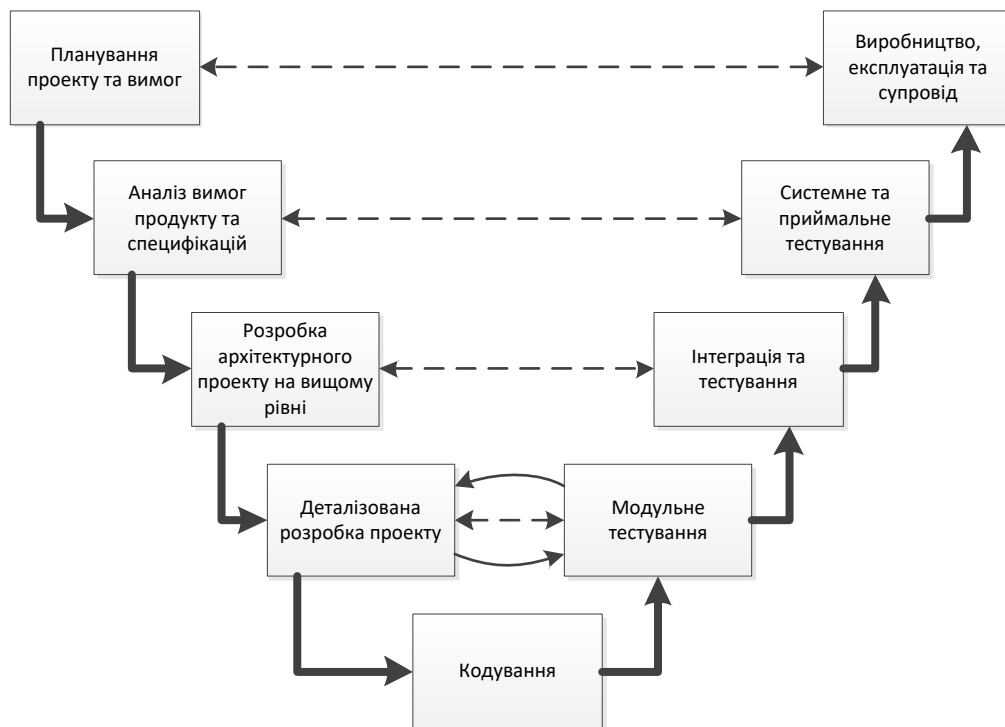 Планування
проекту та вимог
Виробництво,
експлуатація та
супровід
Аналіз вимог
продукту та
специфікацій
Системне та
приймальне
тестування
Розробка
архітектурного
проекту на вищому
рівні
Інтеграція та
тестування
Деталізована
розробка проекту
Модульне
тестування
Кодування